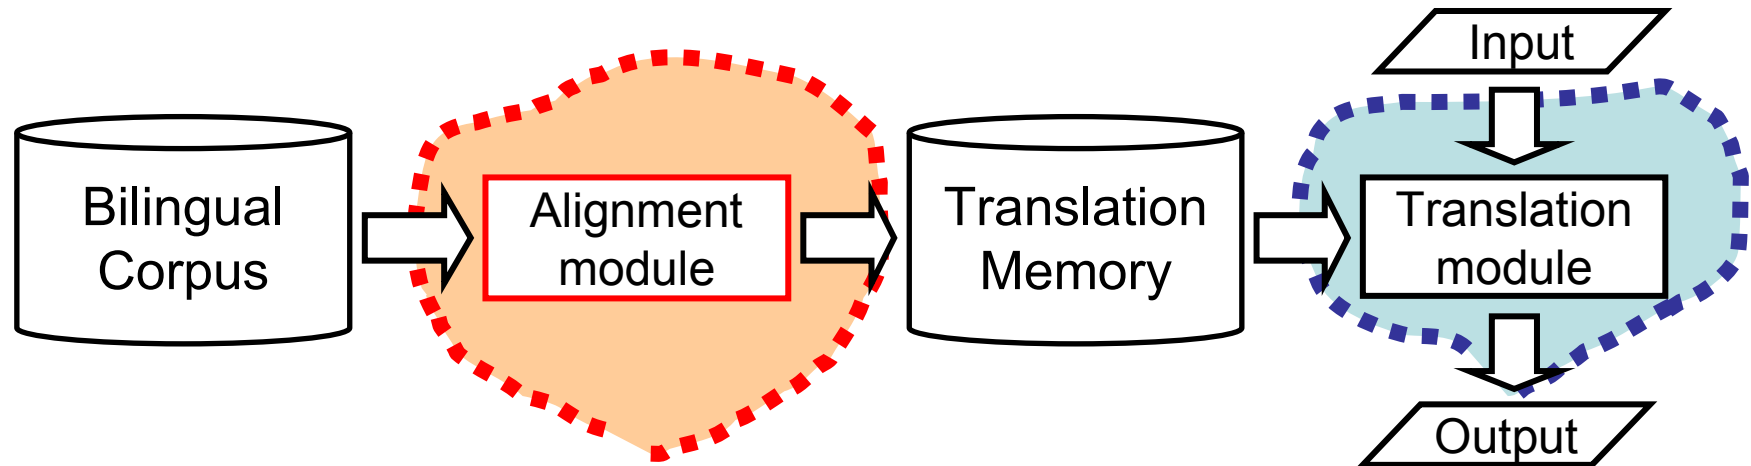 Bilingual
Corpus
Alignment
module
Translation
Memory
Input
Translation
module
Output